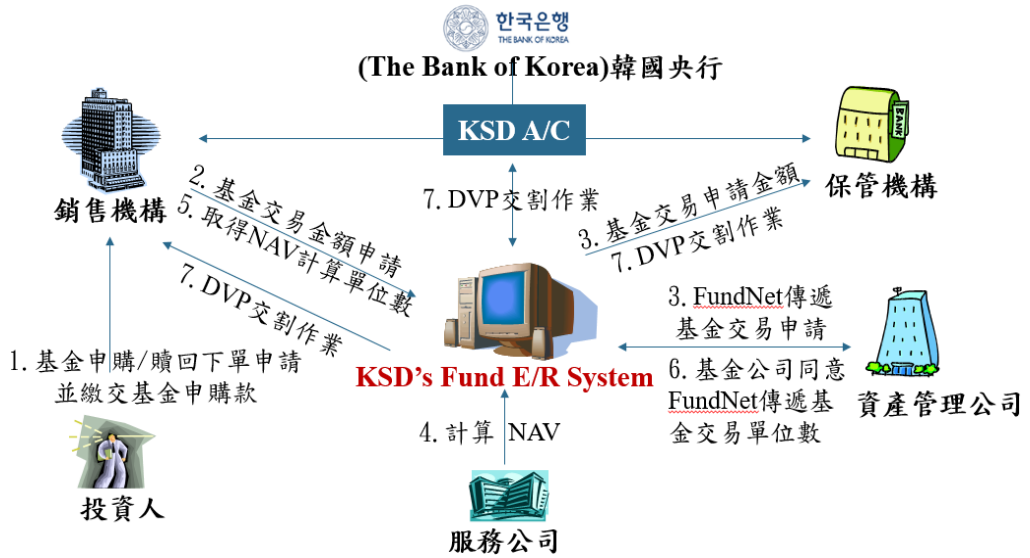 한국은행
THE BANK OF KOREA
(The Bank of Korea)韓國央行
KSD A/C
BANK
銷售機構
保管機構
2. 基金交易金額申請
5. 取得NAV計算單位數
7. DVP交割作業
7. DVP交割作業
3. 基金交易申請金額
7. DVP交割作業
1. 基金申購/贖回下單申請
並繳交基金申購款
KSD's Fund E/R System
3. FundNet傳遞
基金交易申請
6. 基金公司同意
FundNet傳遞基
金交易單位數
資產管理公司
4. 計算 NAV
投資人
服務公司